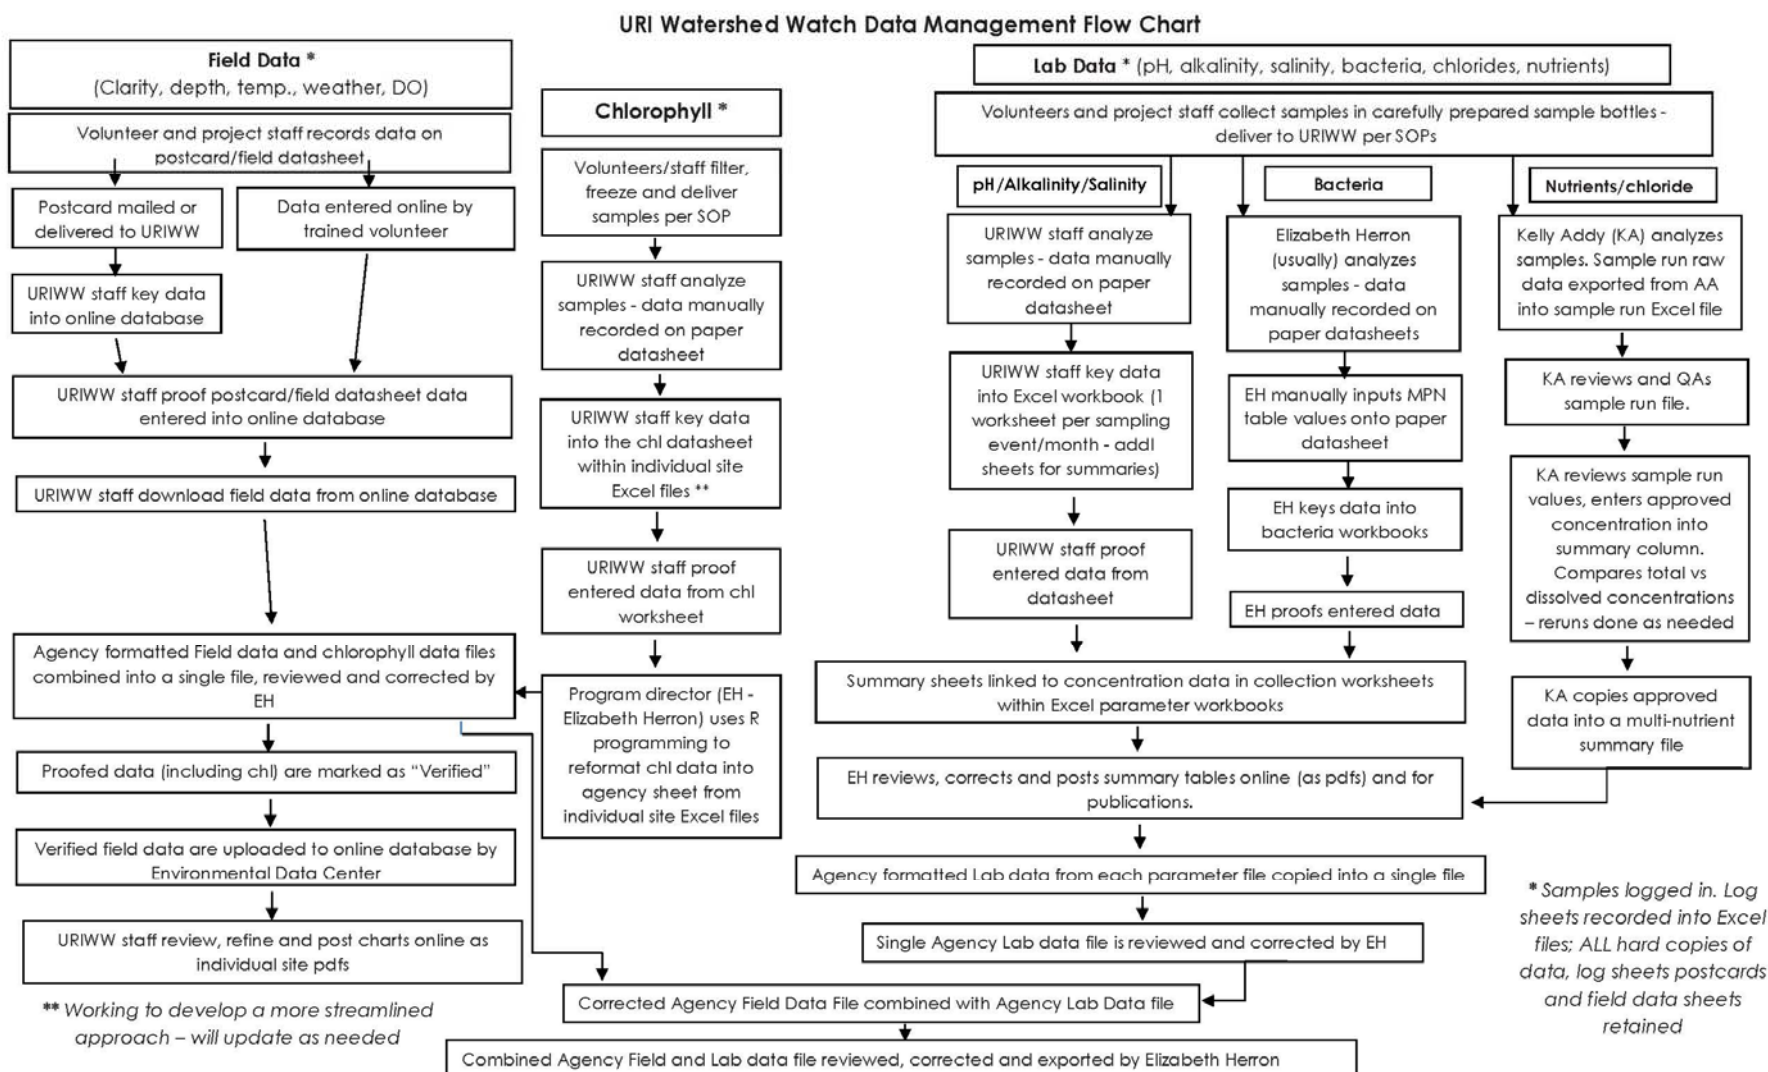 URI Watershed Watch Data Management Flow Chart
Field Data *
(Clarity, depth, temp., weather, DO)
Volunteer and project staff records data on
postcard/field datasheet
Postcard mailed or
delivered to URIWW
Data entered online by
trained volunteer
URIWW staff key data
into online database
URIWW staff proof postcard/field datasheet data
entered into online database
URIWW staff download field data from online database
Agency formatted Field data and chlorophyll data files
combined into a single file, reviewed and corrected by
EH
Proofed data (including chl) are marked as "Verified"
Verified field data are uploaded to online database by
Environmental Data Center
URIWW staff review, refine and post charts online as
individual site pdfs
** Working to develop a more streamlined
approach – will update as needed
Chlorophyll *
Volunteers/staff filter,
freeze and deliver
samples per SOP
URIWW staff analyze
samples - data manually
recorded on paper
datasheet
URIWW staff key data
into the chl datasheet
within individual site
Excel files **
URIWW staff proof
entered data from chl
worksheet
Program director (EH -
Elizabeth Herron) uses R
programming to
reformat chl data into
agency sheet from
individual site Excel files
Lab Data * (pH, alkalinity, salinity, bacteria, chlorides, nutrients)
Volunteers and project staff collect samples in carefully prepared sample bottles -
deliver to URIWW per SOPs
pH/Alkalinity/Salinity
URIWW staff analyze
samples - data manually
recorded on paper
datasheet
URIWW staff key data
into Excel workbook (1
worksheet per sampling
event/month - addl
sheets for summaries)
URIWW staff proof
entered data from
datasheet
Bacteria
Elizabeth Herron
(usually) analyzes
samples - data
manually recorded on
paper datasheets
EH manually inputs MPN
table values onto paper
datasheet
EH keys data into
bacteria workbooks
EH proofs entered data
Nutrients/chloride
Kelly Addy (KA) analyzes
samples. Sample run raw
data exported from AA
into sample run Excel file
KA reviews and QAs
sample run file.
KA reviews sample run
values, enters approved
concentration into
summary column.
Compares total vs
dissolved concentrations
– reruns done as needed
KA copies approved
data into a multi-nutrient
summary file
Summary sheets linked to concentration data in collection worksheets
within Excel parameter workbooks
EH reviews, corrects and posts summary tables online (as pdfs) and for
publications.
Agency formatted Lab data from each parameter file copied into a single file
Single Agency Lab data file is reviewed and corrected by EH
Corrected Agency Field Data File combined with Agency Lab Data file
Combined Agency Field and Lab data file reviewed, corrected and exported by Elizabeth Herron
* Samples logged in. Log
sheets recorded into Excel
files; ALL hard copies of
data, log sheets postcards
and field data sheets
retained